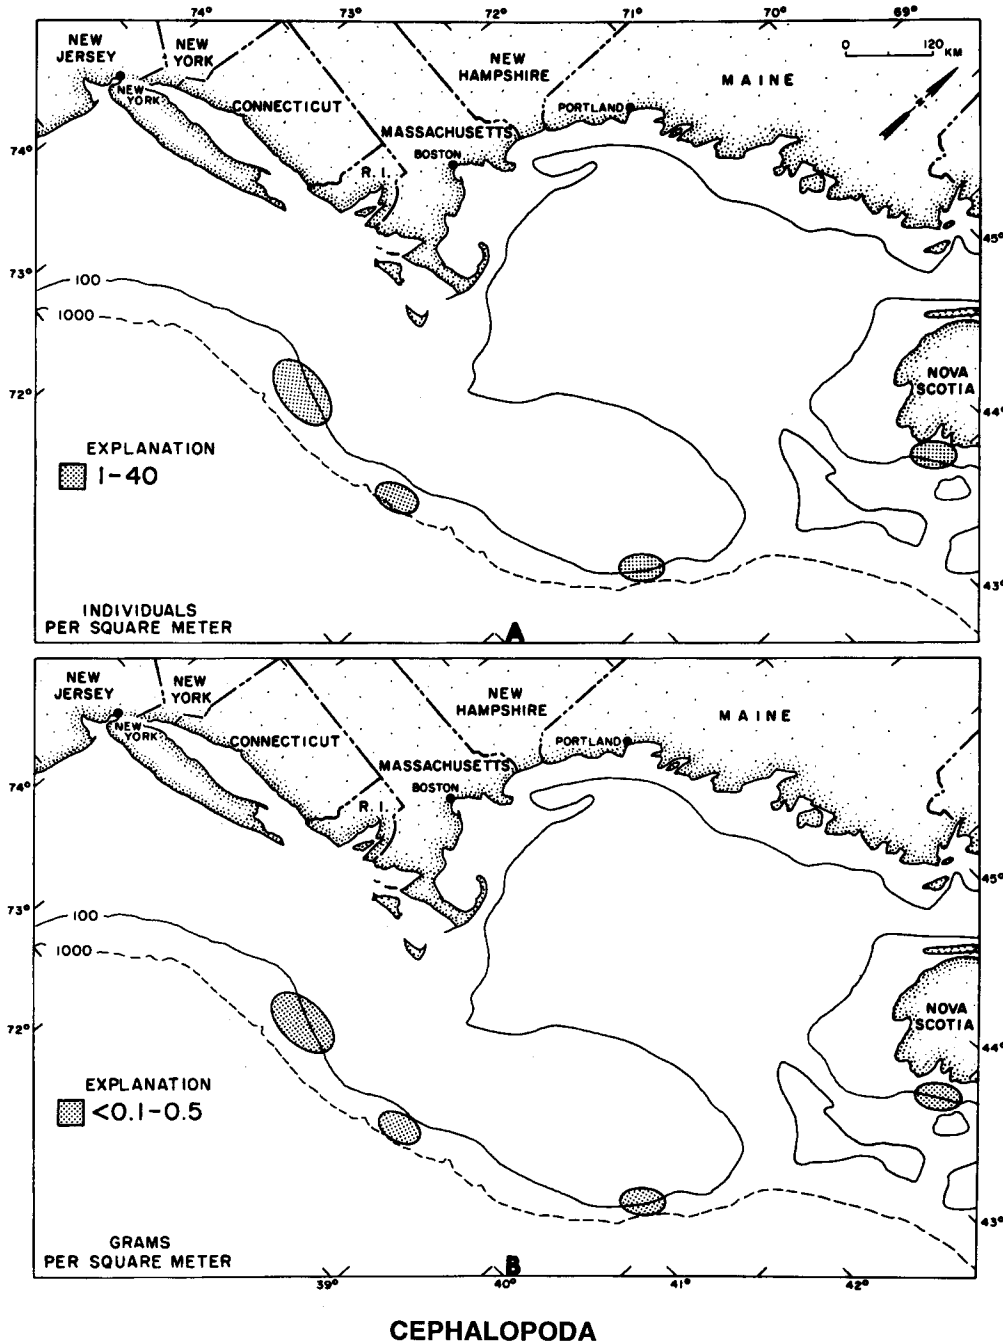 74° 73° 72° 71° 70° 69°
NEW JERSEY
NEW YORK
NEW YORK
CONNECTICUT
R. I.
MASSACHUSETTS
BOSTON
NEW HAMPSHIRE
PORTLAND
MAINE
0 120 KM
74°
73°
72°
45°
44°
43°
100
1000
NOVA SCOTIA
EXPLANATION
1–40
INDIVIDUALS
PER SQUARE METER
A
NEW JERSEY
NEW YORK
NEW YORK
CONNECTICUT
R. I.
MASSACHUSETTS
BOSTON
NEW HAMPSHIRE
PORTLAND
MAINE
74°
73°
72°
45°
44°
43°
100
1000
NOVA SCOTIA
EXPLANATION
<0.1–0.5
GRAMS
PER SQUARE METER
B
39° 40° 41° 42°
CEPHALOPODA